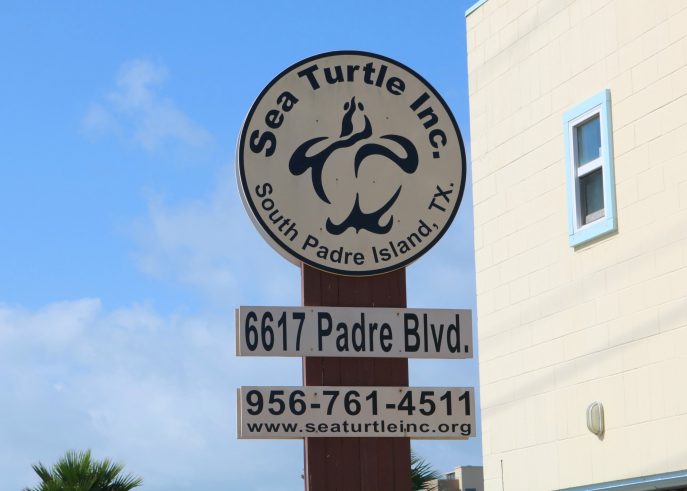 Sea Turtle Inc.
South Padre Island, TX.
6617 Padre Blvd.
956-761-4511
www.seaturtleinc.org